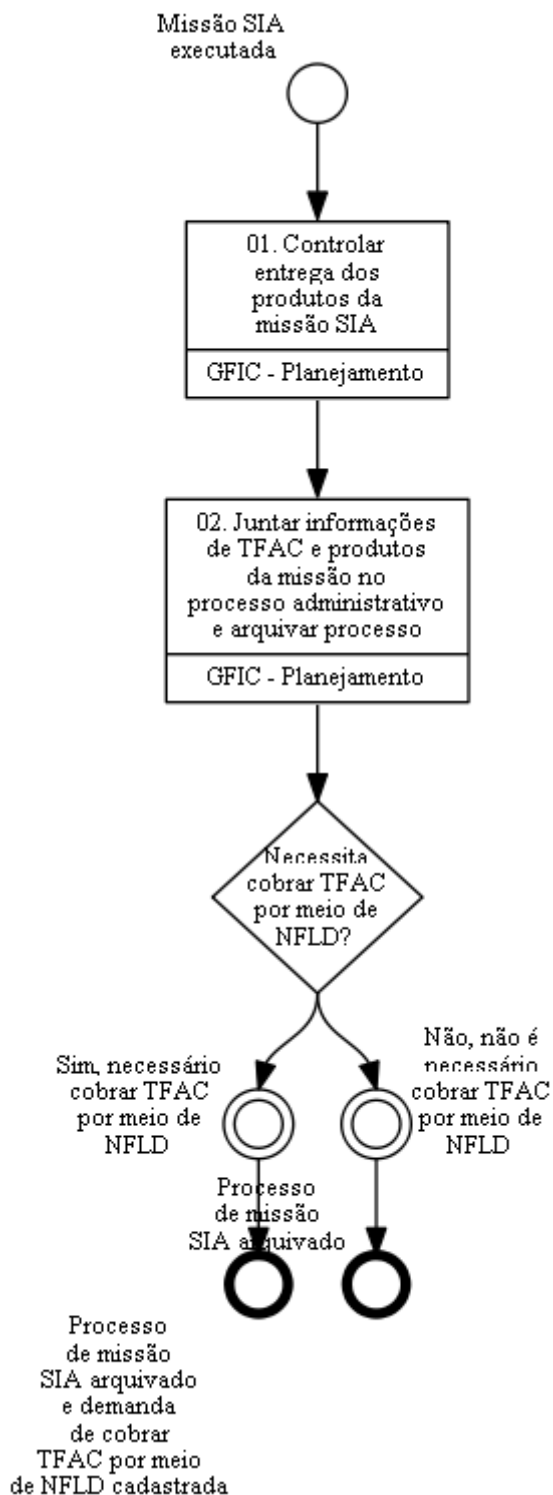 Missão SIA
executada
01. Controlar
entrega dos
produtos da
missão SIA
GFIC - Planejamento
02. Juntar informações
de TFAC e produtos
da missão no
processo administrativo
e arquivar processo
GFIC - Planejamento
Necessita
cobrar TFAC
por meio de
NFLD?
Sim, necessário
cobrar TFAC
por meio de
NFLD
Não, não é
necessário
cobrar TFAC
por meio de
NFLD
Processo
de missão
SIA arquivado
Processo
de missão
SIA arquivado
e demanda
de cobrar
TFAC por meio
de NFLD cadastrada